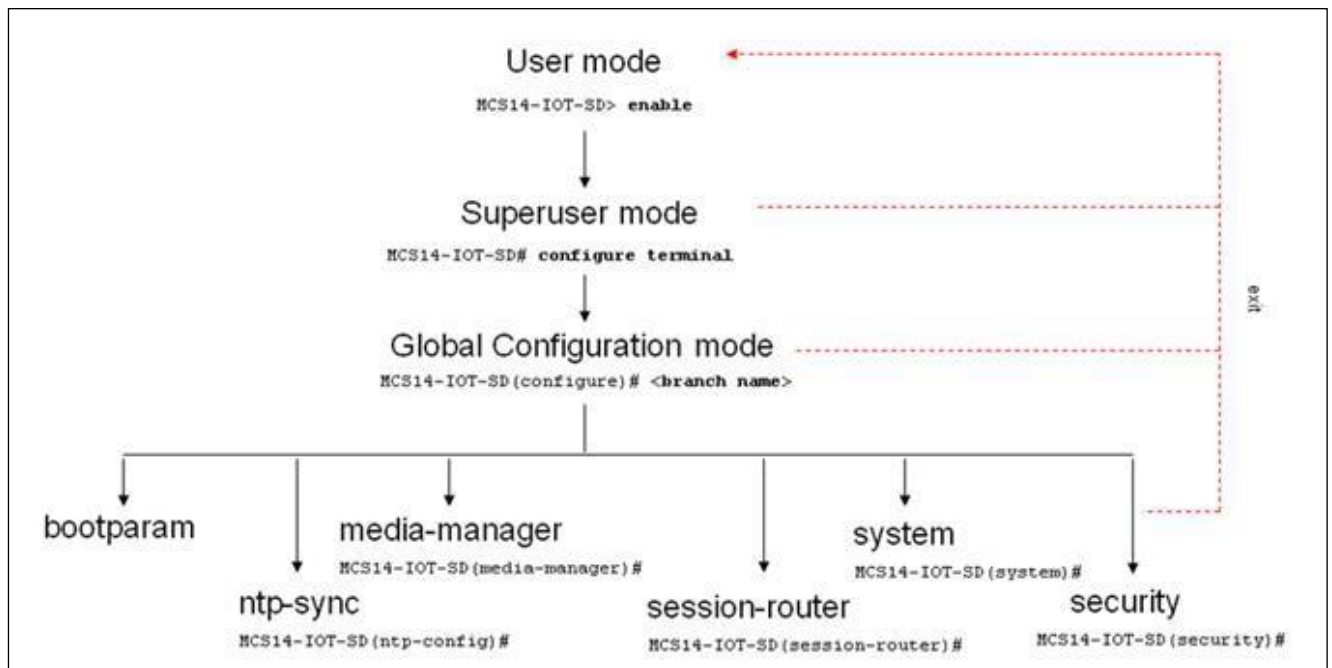 User mode
MCS14-IOT-SD> enable
Superuser mode
MCS14-IOT-SD# configure terminal
exit
Global Configuration mode
MCS14-IOT-SD(configure)# <branch name>
bootparam
media-manager
MCS14-IOT-SD(media-manager)#
system
MCS14-IOT-SD(system)#
ntp-sync
MCS14-IOT-SD(ntp-config)#
session-router
MCS14-IOT-SD(session-router)#
security
MCS14-IOT-SD(security)#